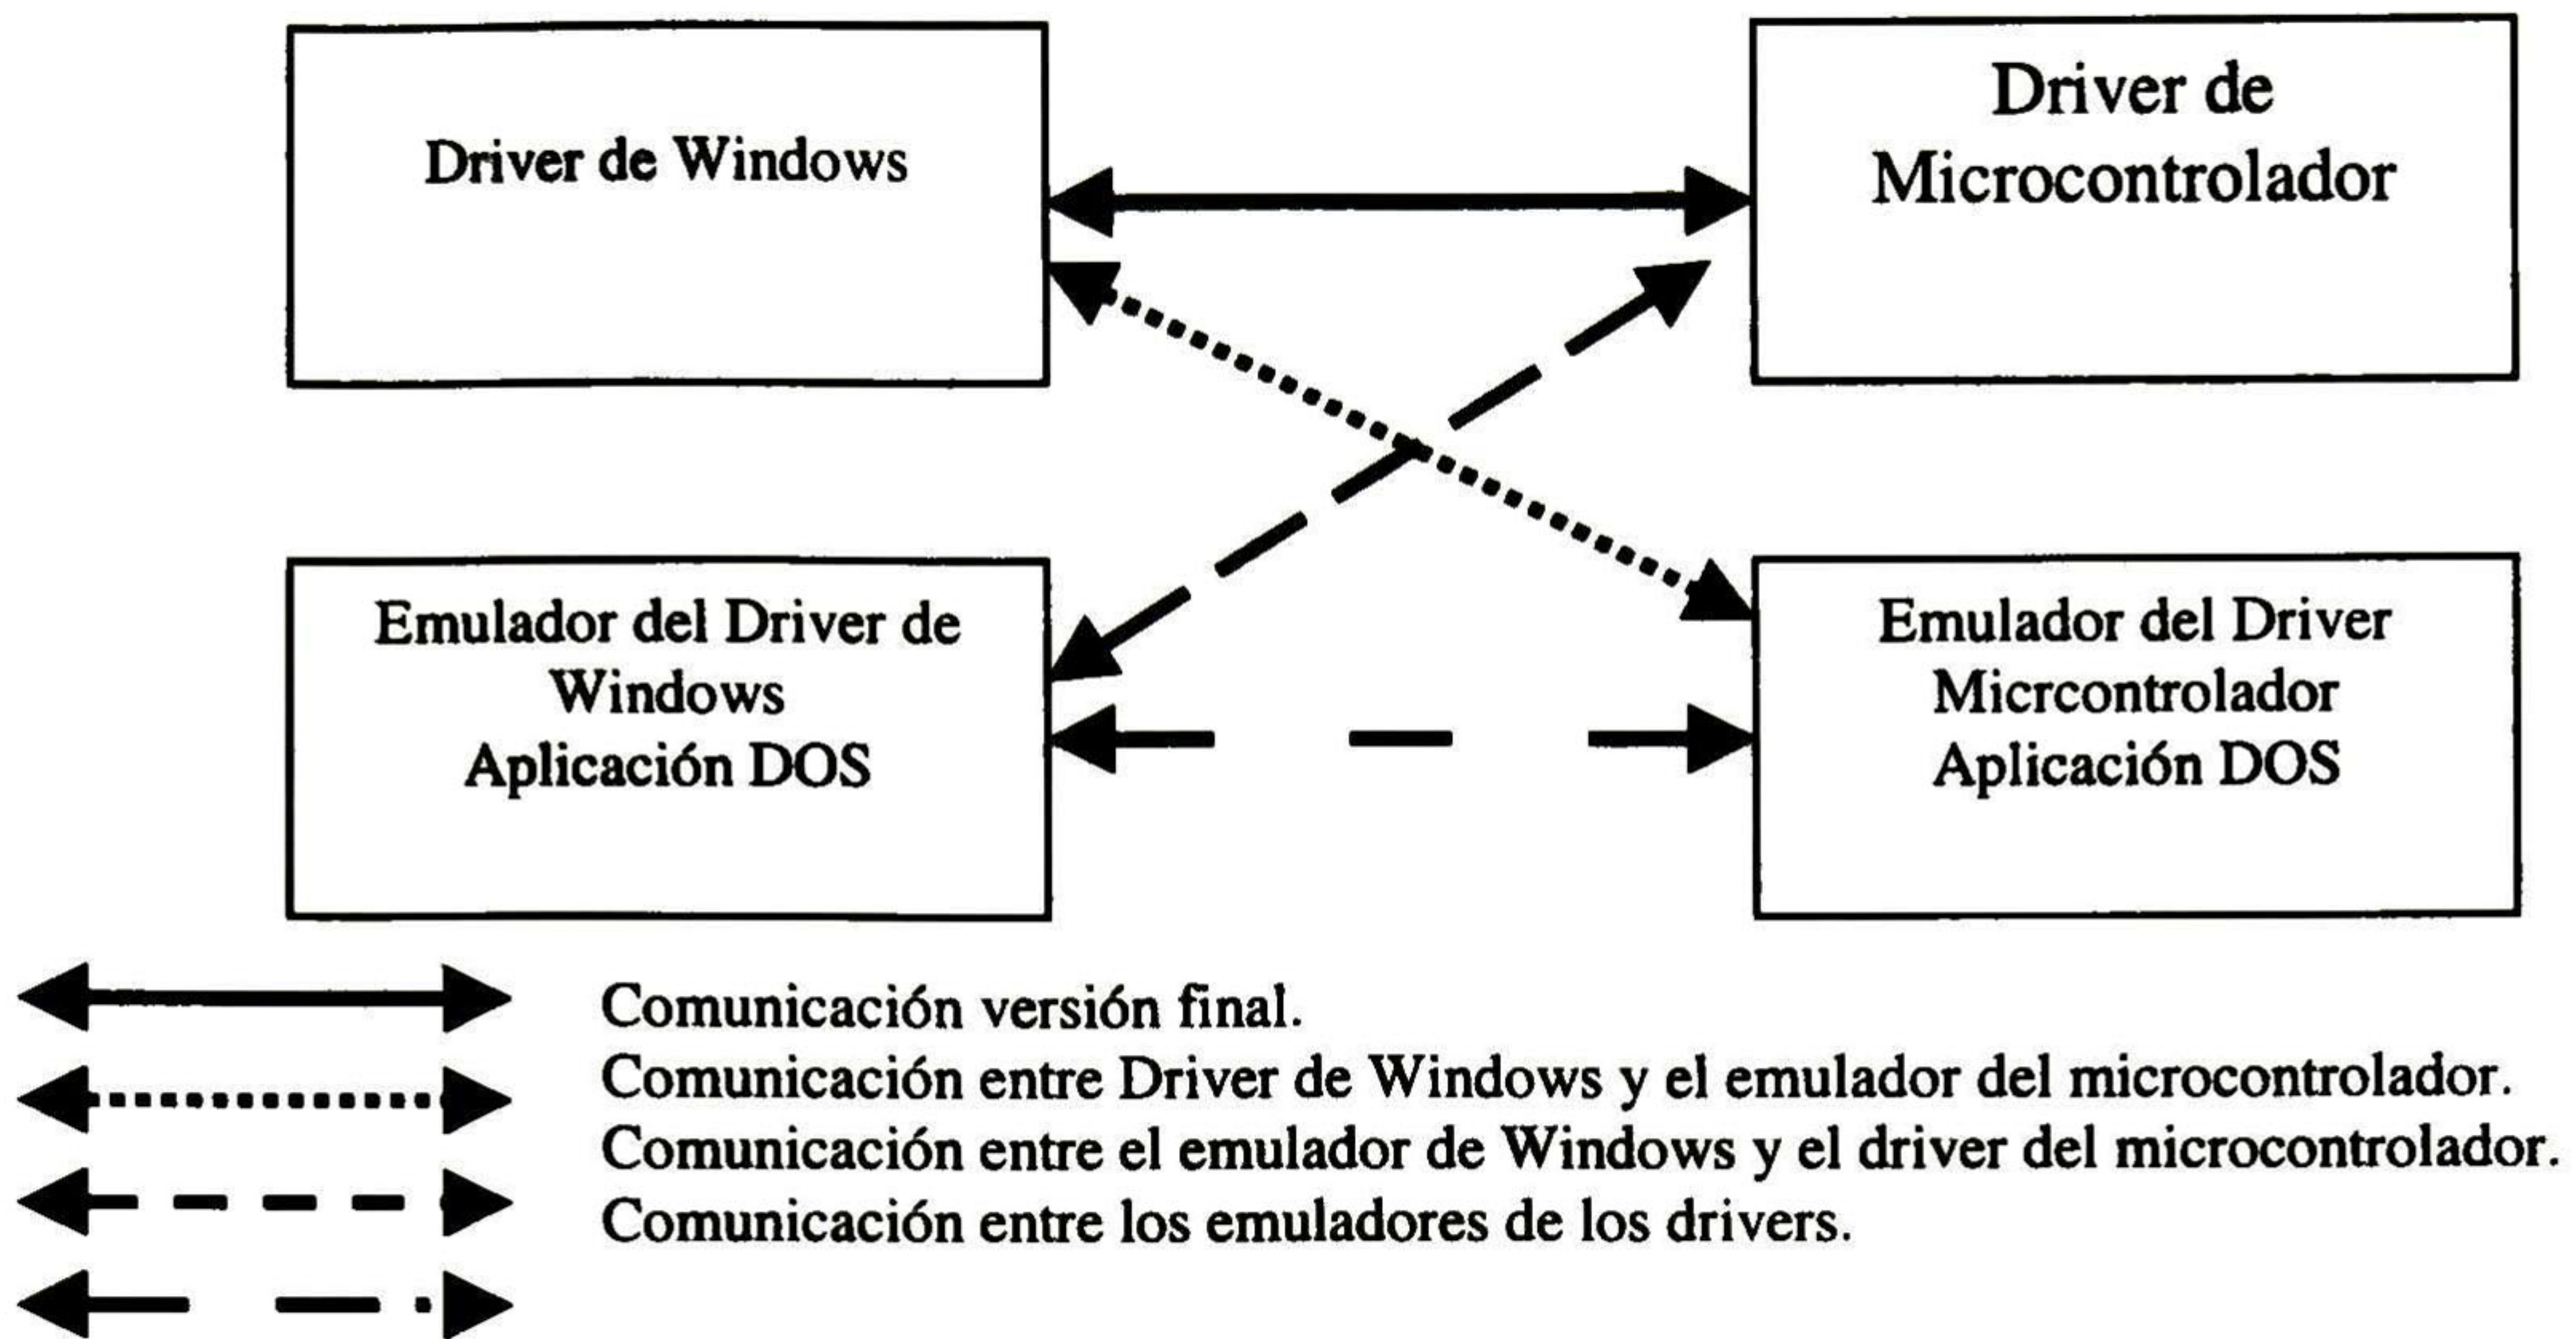 Driver de Windows
Driver de
Microcontrolador
Emulador del Driver de
Windows
Aplicación DOS
Emulador del Driver
Micrcontrolador
Aplicación DOS
Comunicación versión final.
Comunicación entre Driver de Windows y el emulador del microcontrolador.
Comunicación entre el emulador de Windows y el driver del microcontrolador.
Comunicación entre los emuladores de los drivers.